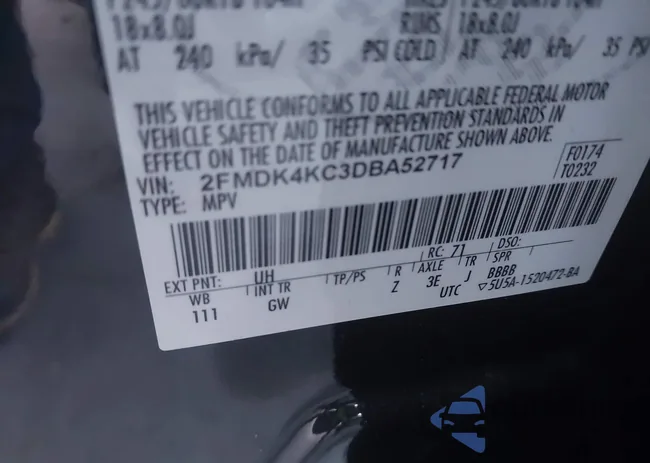 18x8.0J RIMS 18x8.0J
AT 240 kPa/ 35 PSI COLD AT 240 kPa/ 35 PSI
THIS VEHICLE CONFORMS TO ALL APPLICABLE FEDERAL MOTOR
VEHICLE SAFETY AND THEFT PREVENTION STANDARDS IN
EFFECT ON THE DATE OF MANUFACTURE SHOWN ABOVE.
VIN: 2FMDK4KC3DBA52717
F0174
TYPE: MPV
T0232
EXT PNT: UH RC: 71 DSO:
WB INT TR TP/PS R AXLE TR SPR
111 GW Z 3E J BBBB
UTC ▽5U5A-1520472-BA